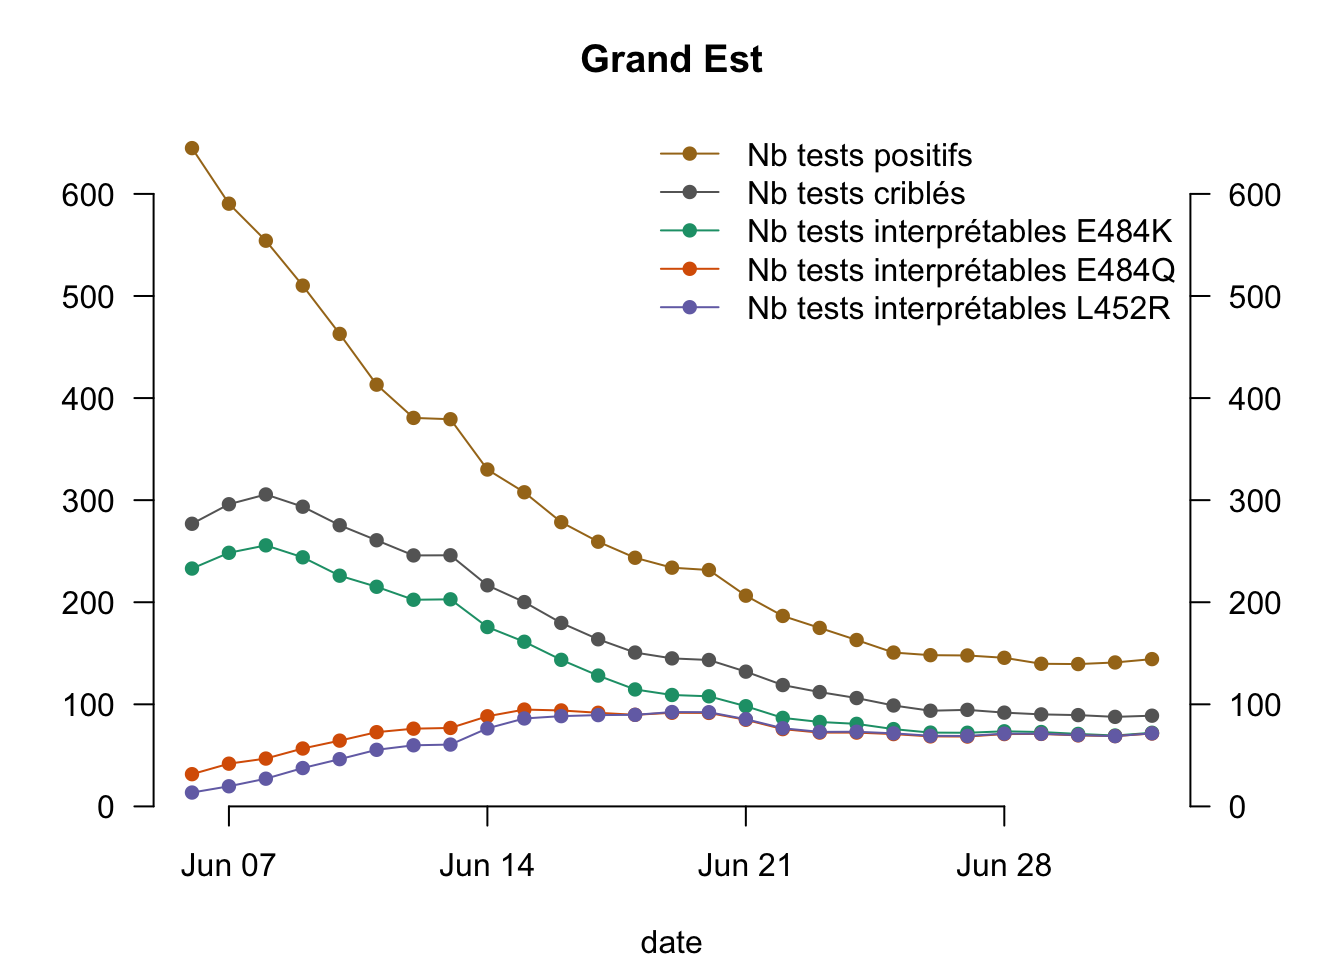 Grand Est
Nb tests positifs
Nb tests criblés
Nb tests interprétables E484K
Nb tests interprétables E484Q
Nb tests interprétables L452R
600 600
500 500
400 400
300 300
200 200
100 100
0 0
Jun 07 Jun 14 Jun 21 Jun 28
date